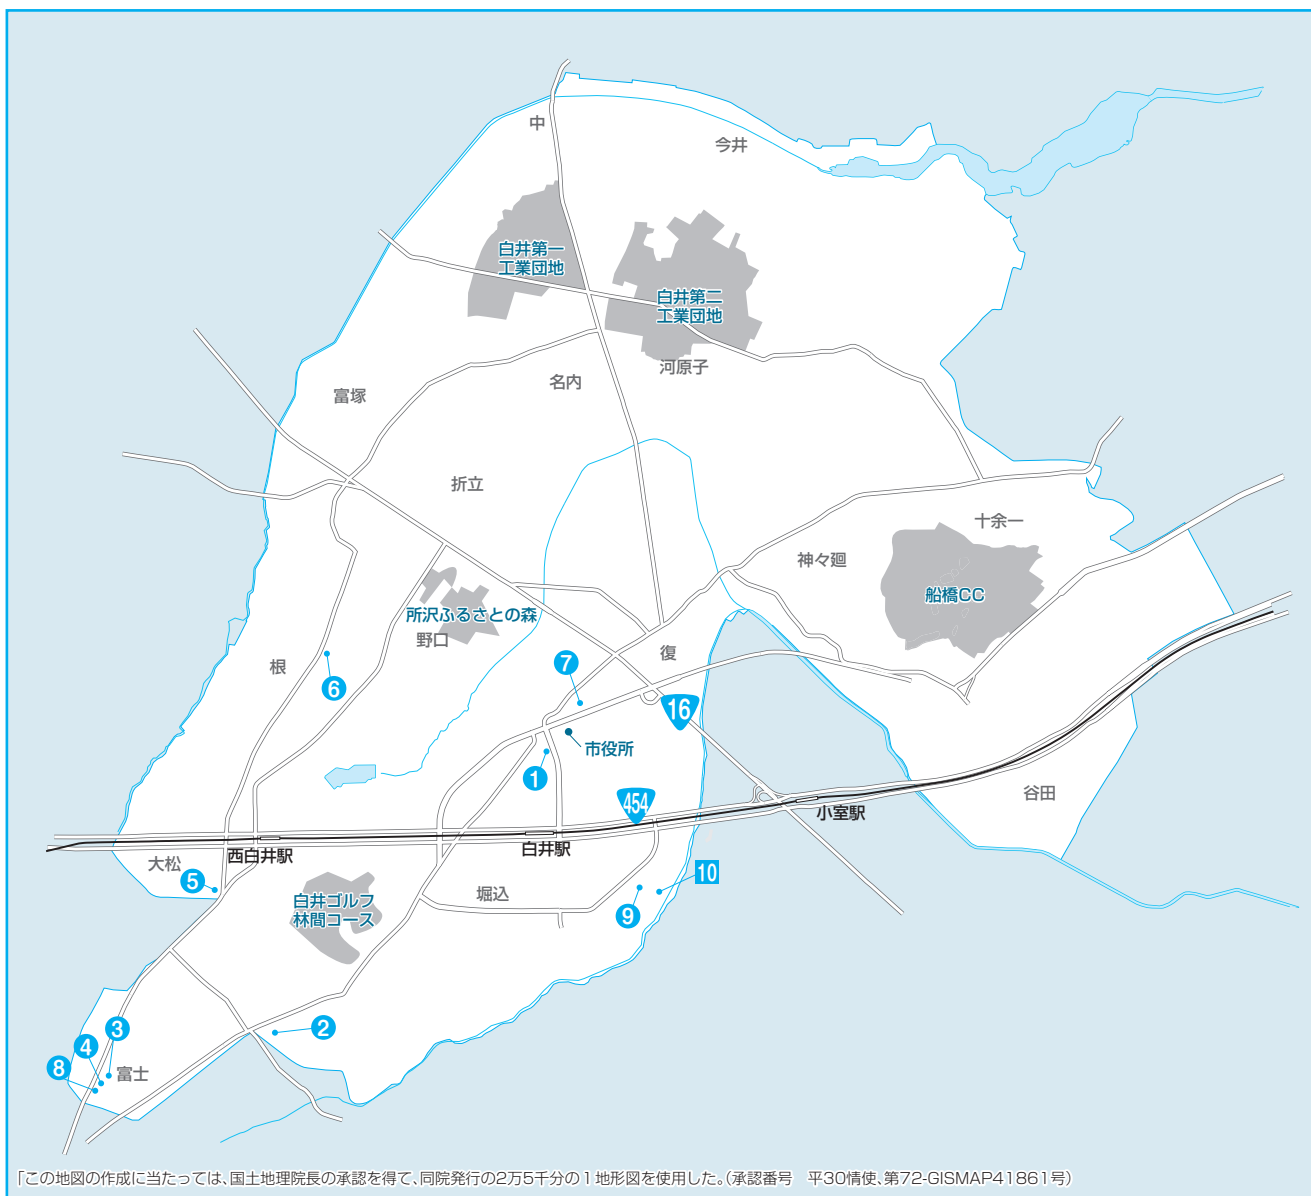 中
今井
白井第一
工業団地
白井第二
工業団地
河原子
名内
富塚
折立
十余一
神々廻
船橋CC
所沢ふるさとの森
野口
復
根
7
6
16
市役所
1
454
谷田
小室駅
白井駅
西白井駅
大松
5
10
白井ゴルフ
林間コース
堀込
9
2
3
4
8
富士
「この地図の作成に当たっては、国土地理院長の承認を得て、同院発行の2万5千分の1地形図を使用した。(承認番号　平30情使、第72-GISMAP41861号)